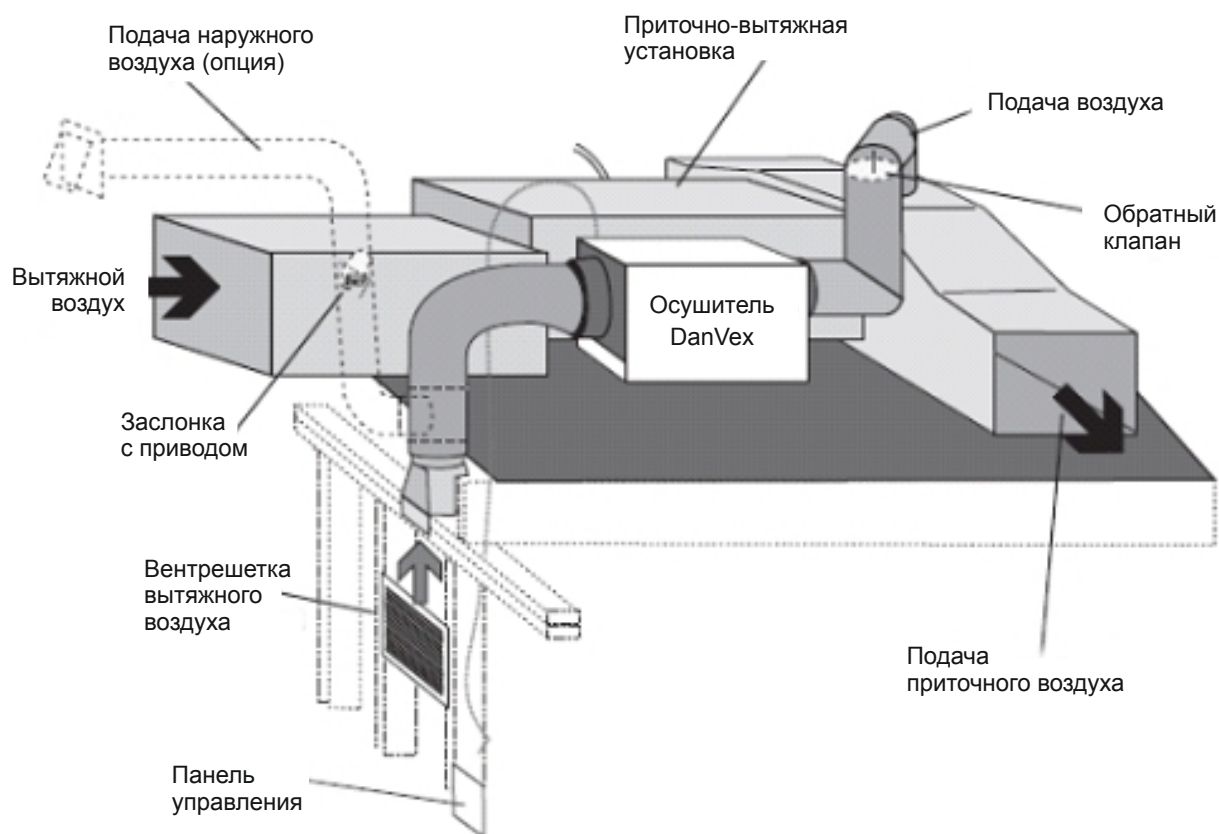 Подача наружного
воздуха (опция)
Приточно-вытяжная
установка
Подача воздуха
Обратный
клапан
Вытяжной
воздух
Осушитель
DanVex
Заслонка
с приводом
Вентрешетка
вытяжного
воздуха
Подача
приточного воздуха
Панель
управления